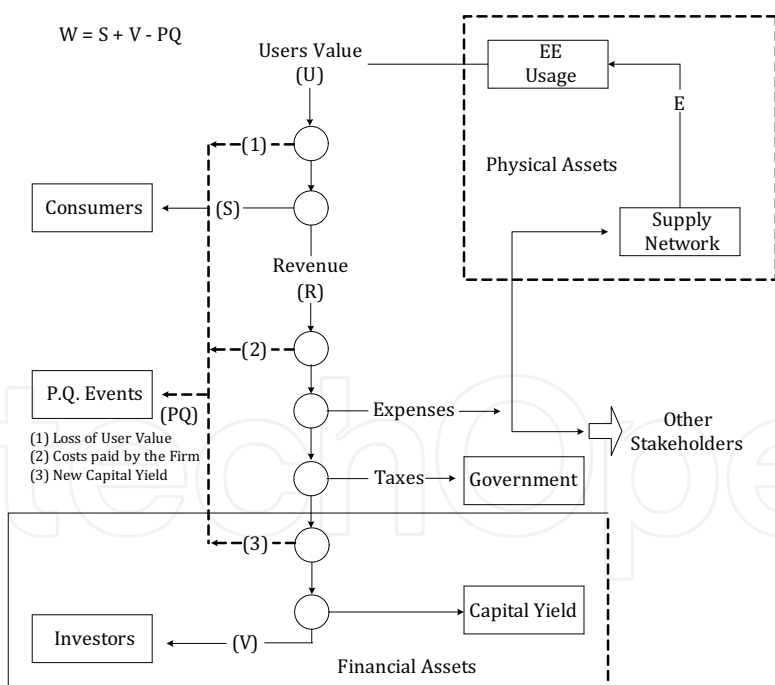 W = S + V - PQ
Users Value
(U)
EE
Usage
E
(1)
Physical Assets
Consumers
(S)
Supply
Network
Revenue
(R)
(2)
P.Q. Events
(PQ)
Expenses
Other
Stakeholders
(1) Loss of User Value
(2) Costs paid by the Firm
(3) New Capital Yield
Taxes
Government
(3)
Capital Yield
Investors
(V)
Financial Assets
techOpe